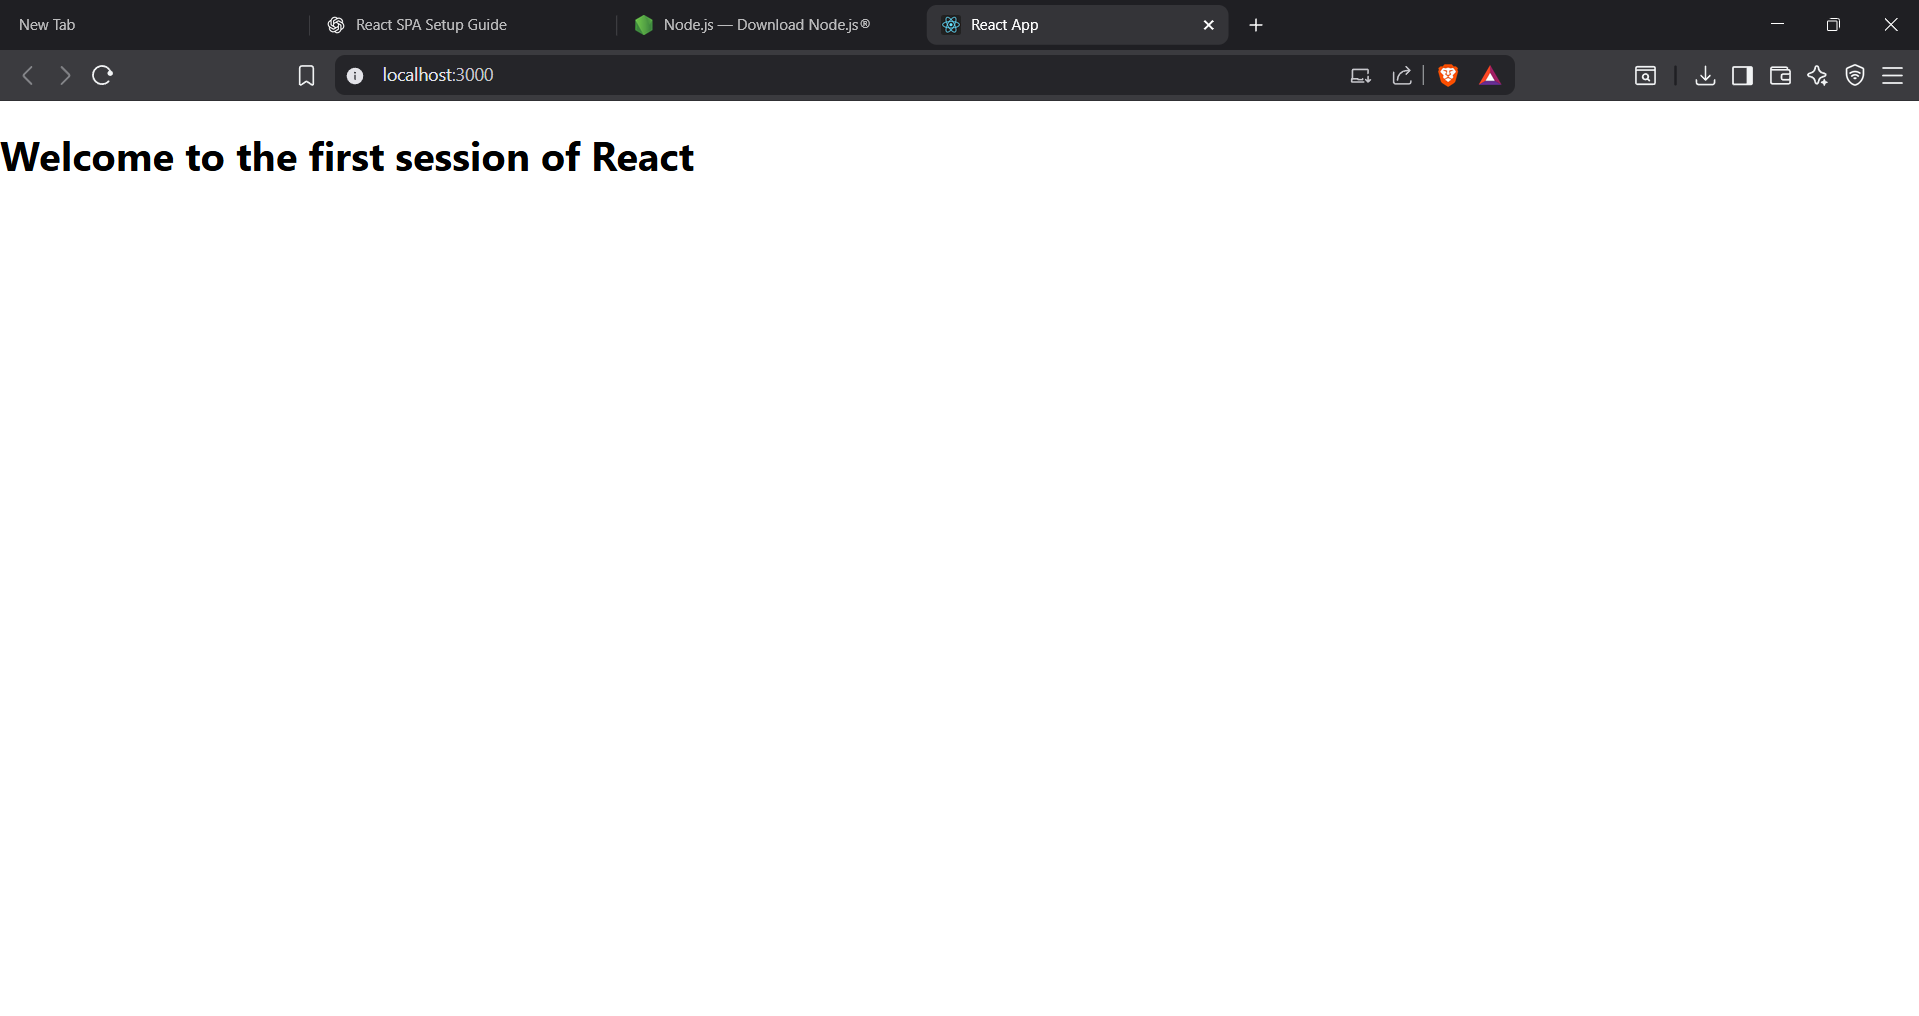 New Tab
React SPA Setup Guide
Node.js — Download Node.js®
React App
localhost:3000
Welcome to the first session of React